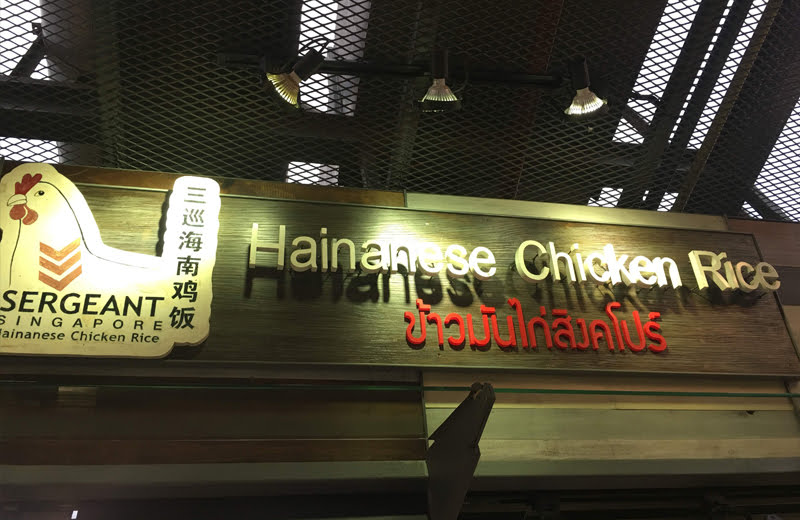 三巡海南鸡饭
SERGEANT
SINGAPORE
Hainanese Chicken Rice
Hainanese Chicken Rice
ข้าวมันไก่สิงคโปร์